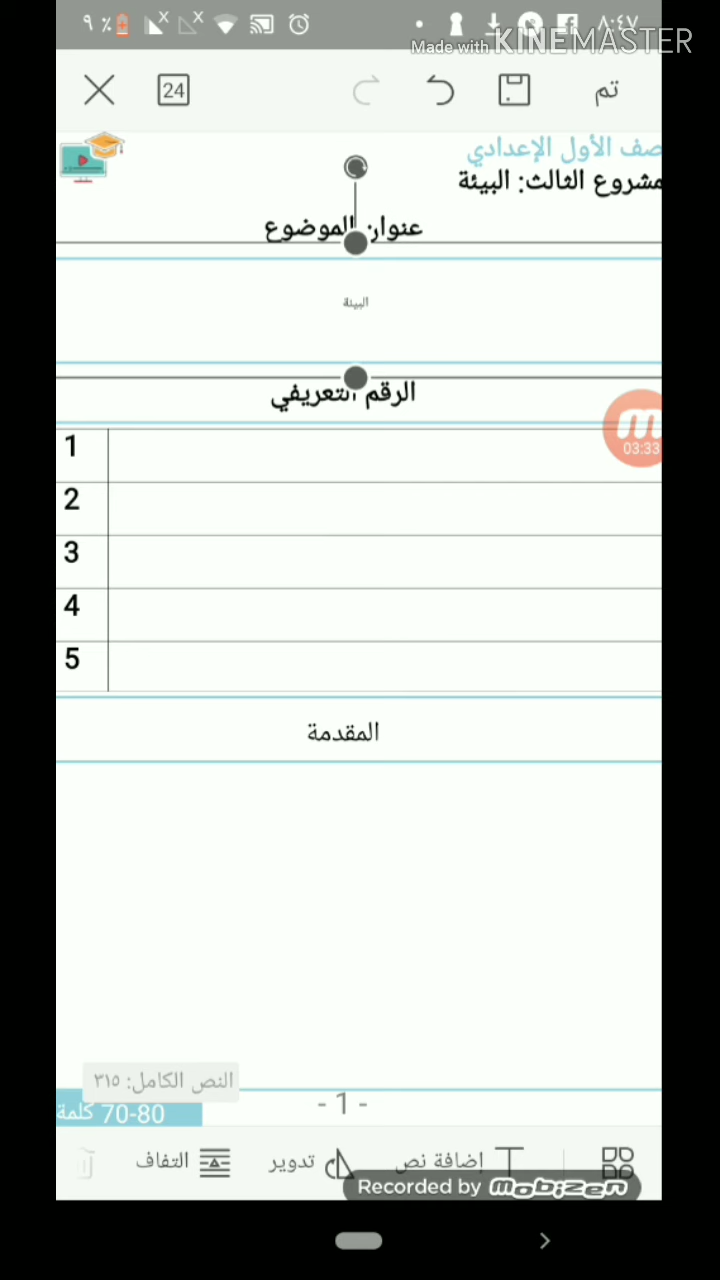 ٩ ٪ ٨:٤٧
Made with KINEMASTER
24 تم
صف الأول الإعدادي
مشروع الثالث: البيئة
عنوان الموضوع
البيئة
الرقم التعريفي
03:33
1
2
3
4
5
المقدمة
النص الكامل: ٣١٥
70-80 كلمة
- 1 -
إضافة نص تدوير التفاف
Recorded by mobizen